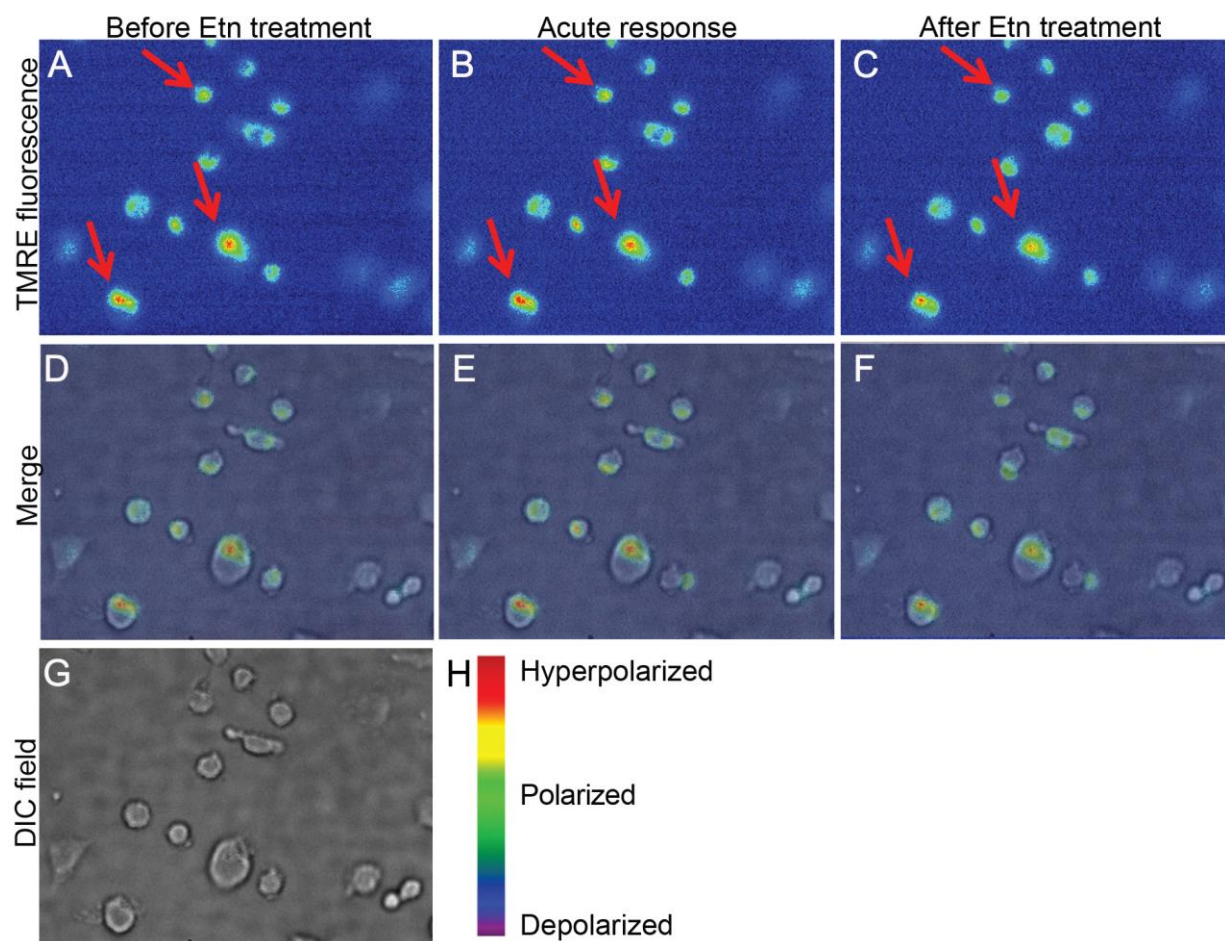 Before Etn treatment
Acute response
After Etn treatment
TMRE fluorescence
A
B
C
Merge
D
E
F
DIC field
G
H
Hyperpolarized
Polarized
Depolarized